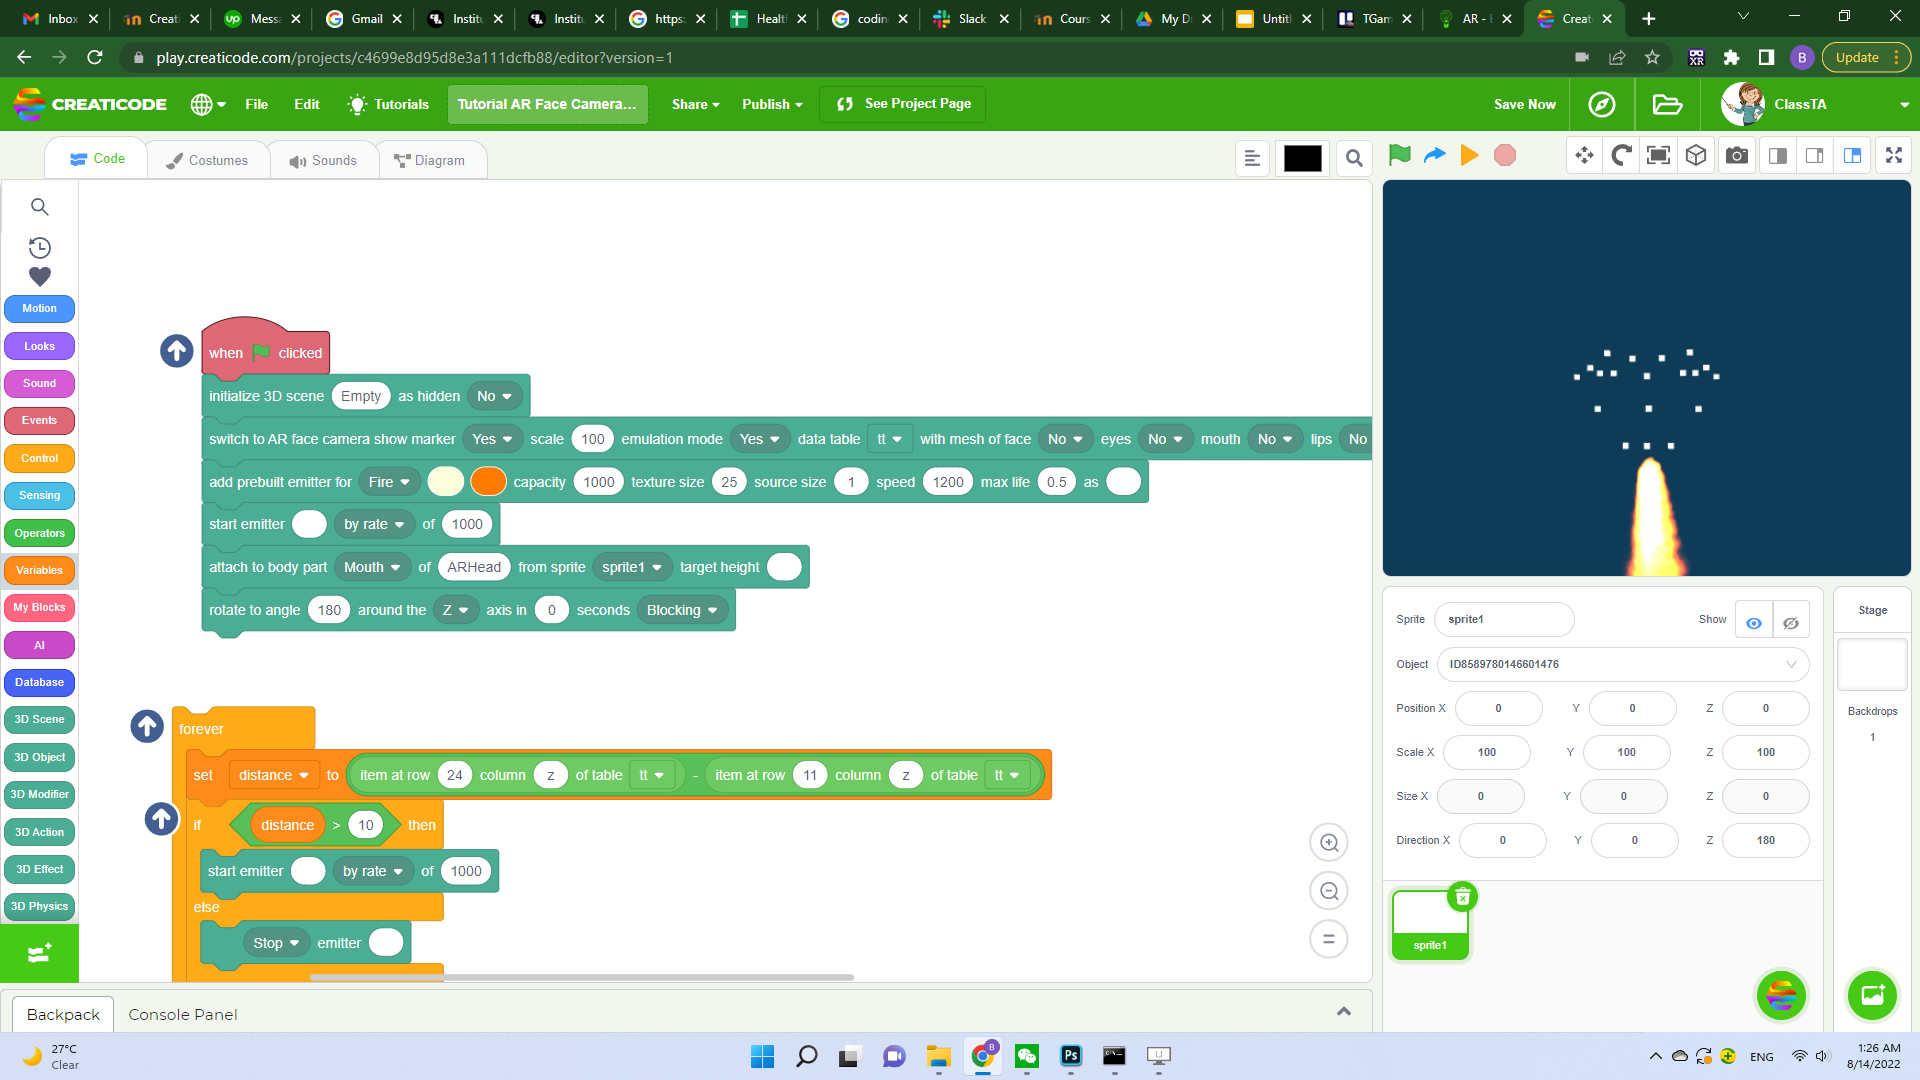 Inbox
Creati
Messa
Gmail
Institu
Institu
https:
Health
codin
Slack
Cours
My D
Untitl
TGam
AR - E
Creati
play.creaticode.com/projects/c4699e8d95d8e3a111dcfb88/editor?version=1
B
Update
CREATICODE
File
Edit
Tutorials
Tutorial AR Face Camera...
Share
Publish
See Project Page
Save Now
ClassTA
Code
Costumes
Sounds
Diagram
Motion
Looks
Sound
Events
Control
Sensing
Operators
Variables
My Blocks
AI
Database
3D Scene
3D Object
3D Modifier
3D Action
3D Effect
3D Physics
when clicked
initialize 3D scene Empty as hidden No
switch to AR face camera show marker Yes scale 100 emulation mode Yes data table tt with mesh of face No eyes No mouth No lips No
add prebuilt emitter for Fire capacity 1000 texture size 25 source size 1 speed 1200 max life 0.5 as
start emitter by rate of 1000
attach to body part Mouth of ARHead from sprite sprite1 target height
rotate to angle 180 around the Z axis in 0 seconds Blocking
forever
set distance to item at row 24 column z of table tt - item at row 11 column z of table tt
if distance > 10 then
start emitter by rate of 1000
else
Stop emitter
Sprite sprite1 Show
Object ID8589780146601476
Position X 0 Y 0 Z 0
Scale X 100 Y 100 Z 100
Size X 0 Y 0 Z 0
Direction X 0 Y 0 Z 180
sprite1
Stage
Backdrops
1
Backpack
Console Panel
27°C
Clear
B
Ps
ENG
1:26 AM
8/14/2022